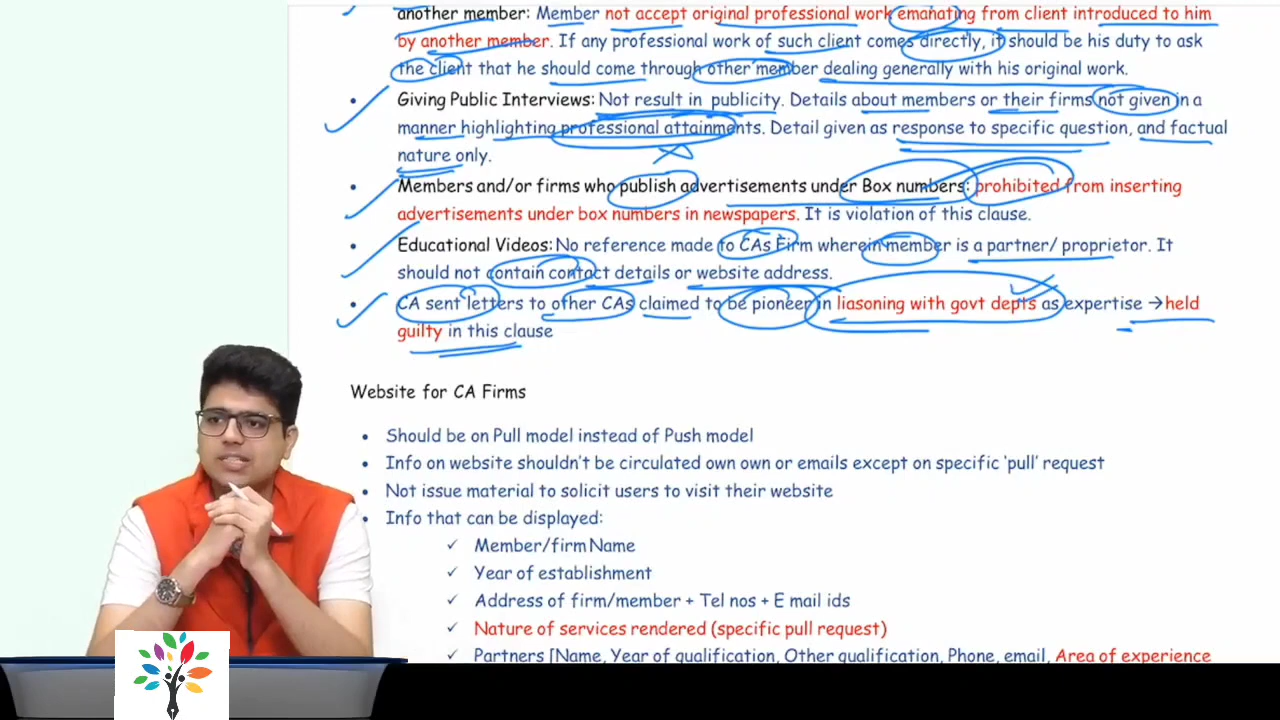 another member: Member not accept original professional work emanating from client introduced to him
by another member. If any professional work of such client comes directly, it should be his duty to ask
the client that he should come through other member dealing generally with his original work.
• Giving Public Interviews: Not result in publicity. Details about members or their firms not given in a
manner highlighting professional attainments. Detail given as response to specific question, and factual
nature only.
• Members and/or firms who publish advertisements under Box numbers: prohibited from inserting
advertisements under box numbers in newspapers. It is violation of this clause.
• Educational Videos: No reference made to CAs Firm wherein member is a partner/ proprietor. It
should not contain contact details or website address.
• CA sent letters to other CAs claimed to be pioneer in liasoning with govt depts as expertise → held
guilty in this clause
Website for CA Firms
• Should be on Pull model instead of Push model
• Info on website shouldn't be circulated own own or emails except on specific 'pull' request
• Not issue material to solicit users to visit their website
• Info that can be displayed:
✓ Member/firm Name
✓ Year of establishment
✓ Address of firm/member + Tel nos + E mail ids
✓ Nature of services rendered (specific pull request)
✓ Partners [Name, Year of qualification, Other qualification, Phone, email, Area of experience